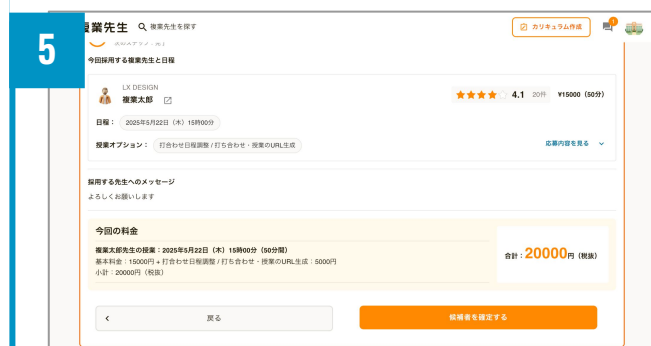 5
複業先生 複業先生を探す
カリキュラム作成
今回採用する複業先生と日程
LX DESIGN
複業太郎
4.1 20件 ¥15000（50分）
日程： 2025年5月22日（木）15時00分
授業オプション： 打合わせ日程調整 / 打ち合わせ・授業のURL生成
応募内容を見る
採用する先生へのメッセージ
よろしくお願いします
今回の料金
複業太郎先生の授業：2025年5月22日（木）15時00分（50分間）
基本料金：15000円 + 打合わせ日程調整 / 打ち合わせ・授業のURL生成：5000円
小計：20000円（税抜）
合計：20000円（税抜）
戻る
候補者を確定する